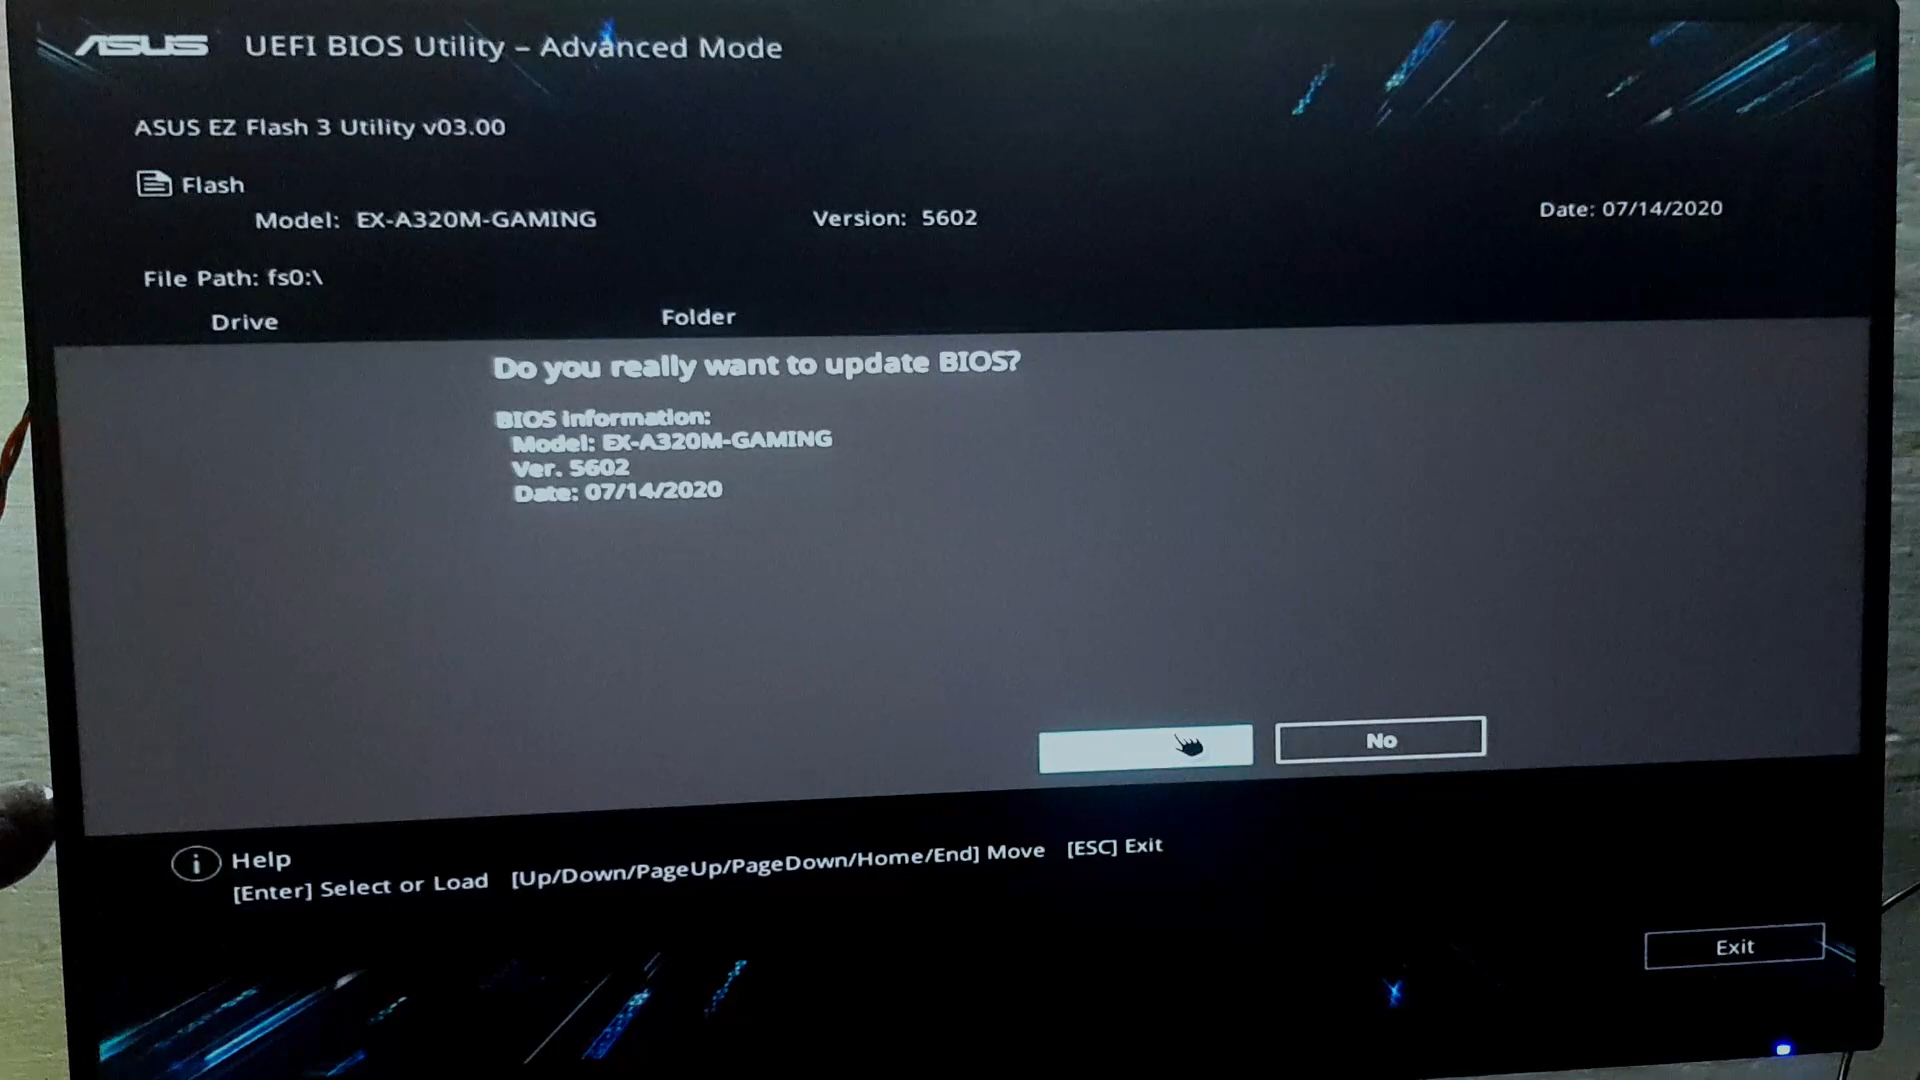 ASUS UEFI BIOS Utility – Advanced Mode
ASUS EZ Flash 3 Utility v03.00
Flash
Model: EX-A320M-GAMING Version: 5602 Date: 07/14/2020
File Path: fs0:\
Drive Folder
Do you really want to update BIOS?
BIOS information:
Model: EX-A320M-GAMING
Ver. 5602
Date: 07/14/2020
No
i Help
[Enter] Select or Load [Up/Down/PageUp/PageDown/Home/End] Move [ESC] Exit
Exit